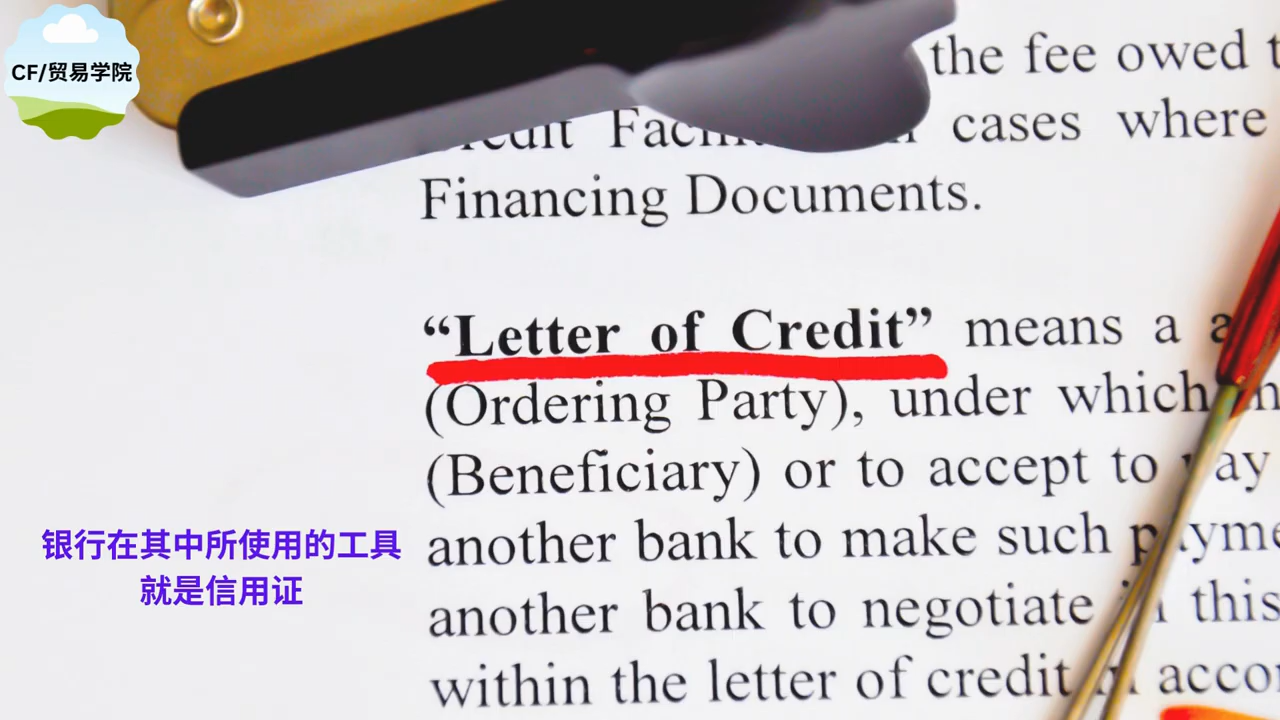 CF/贸易学院
the fee owed
cases where
Financing Documents.
“Letter of Credit” means a
(Ordering Party), under which
(Beneficiary) or to accept to
another bank to make such
another bank to negotiate this
within the letter of credit
银行在其中所使用的工具
就是信用证